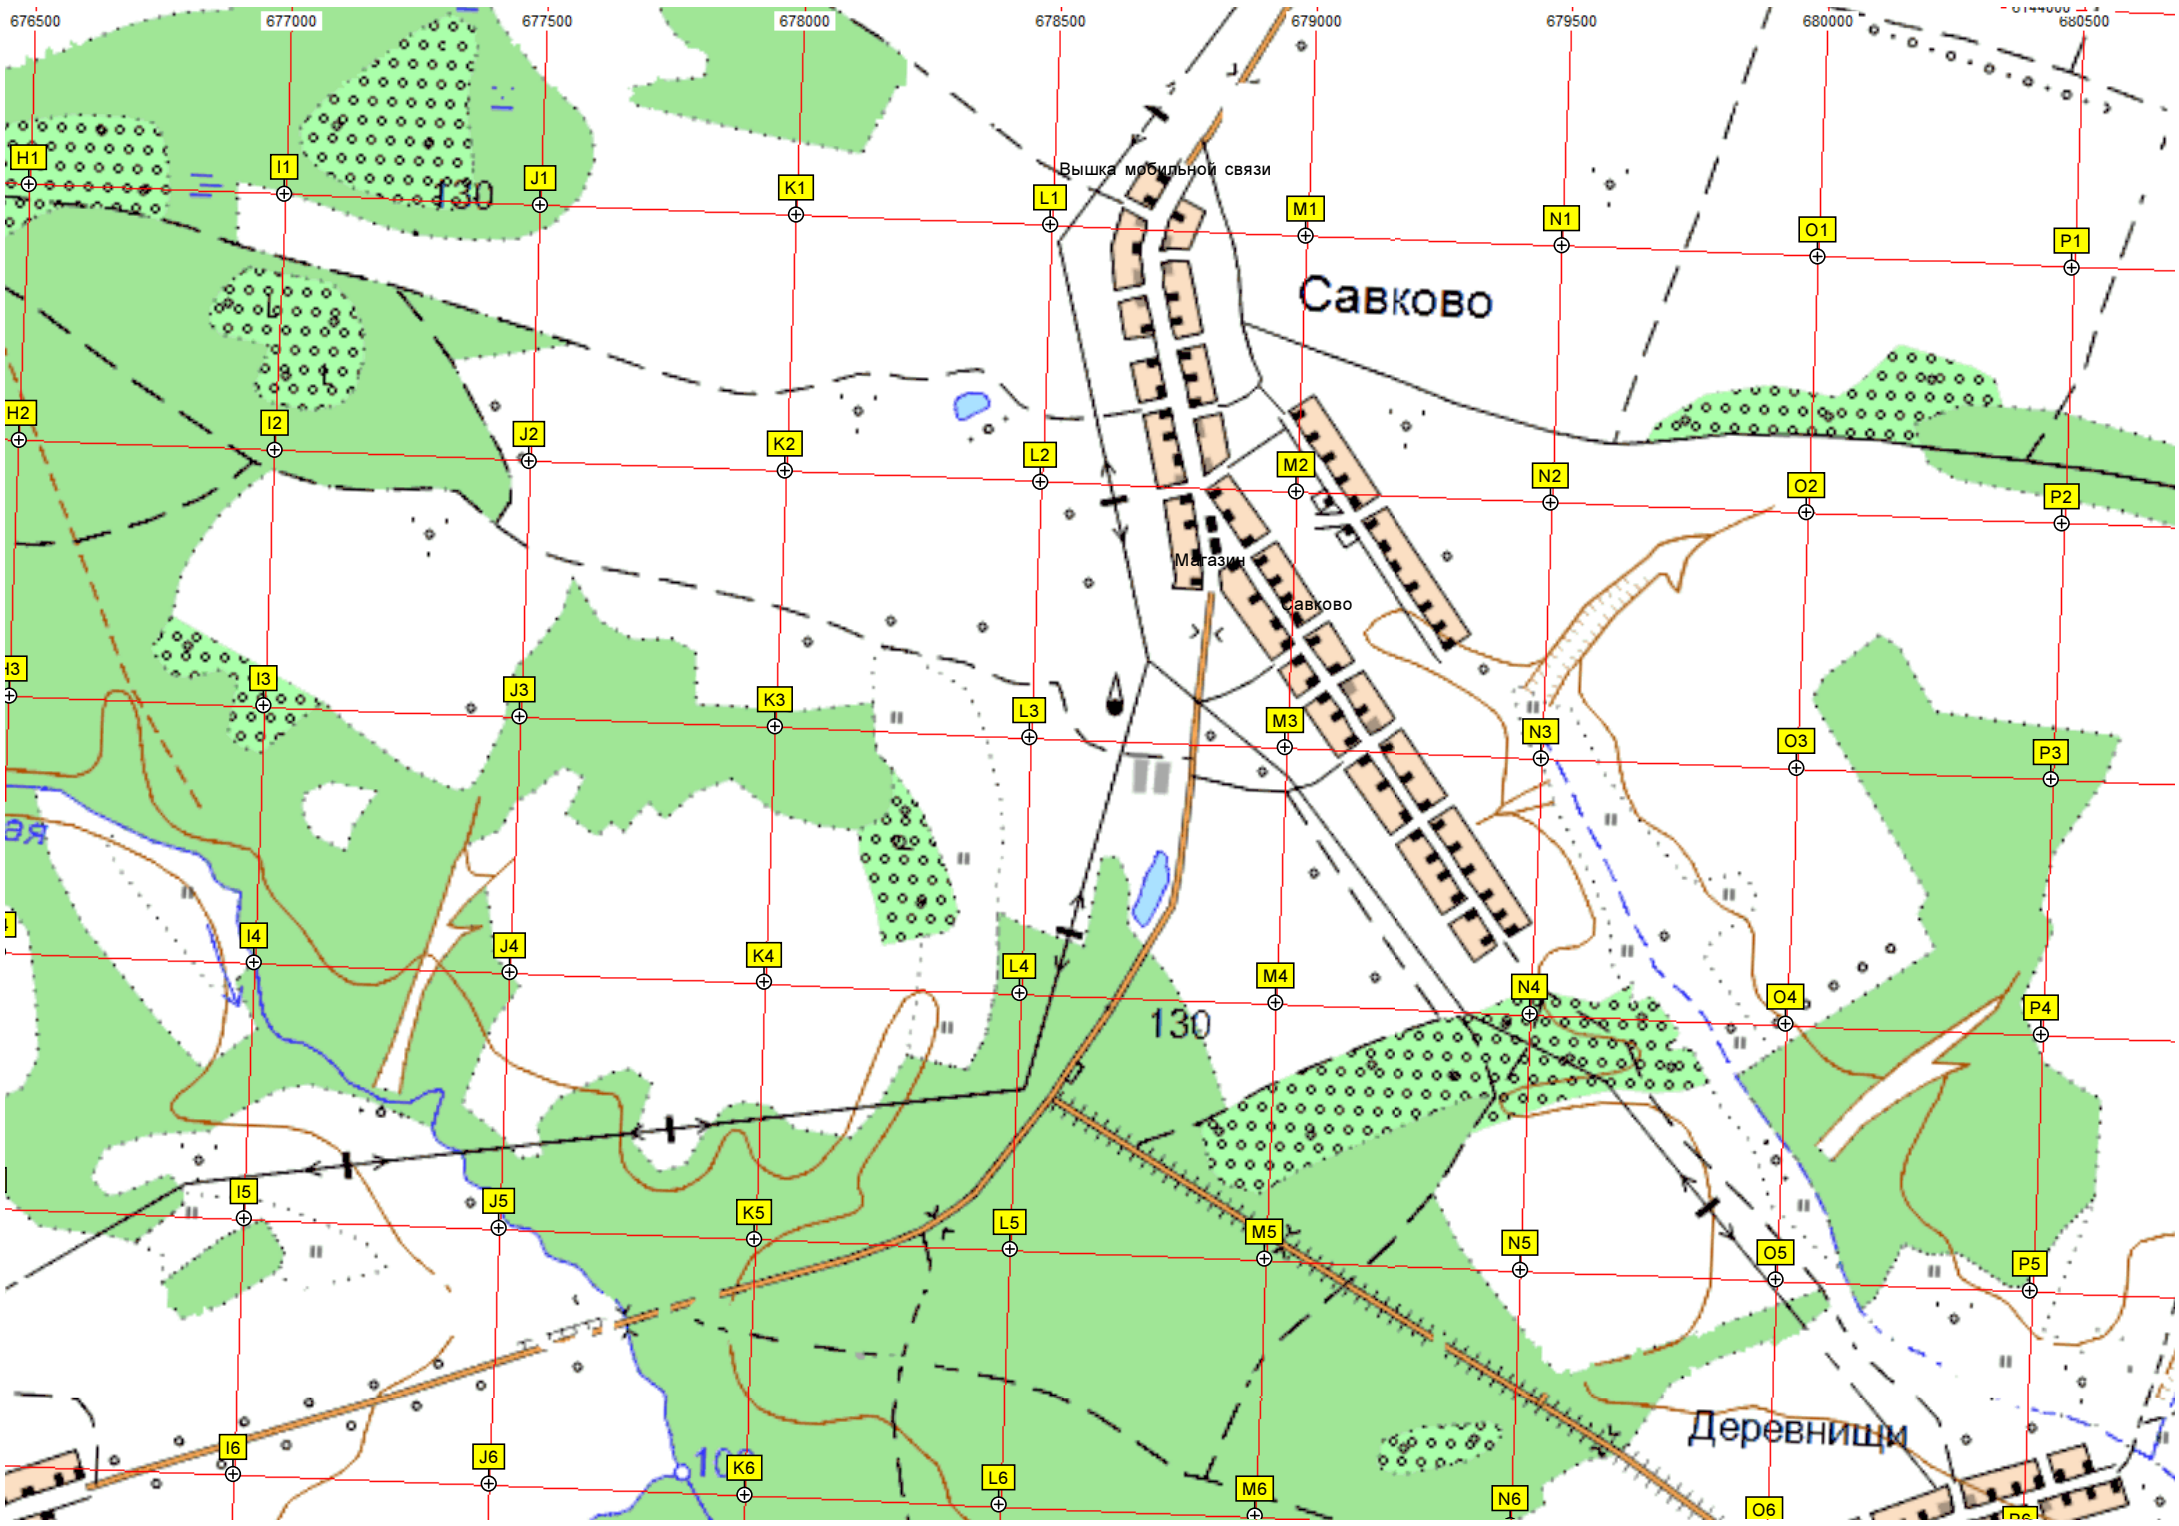 676500 677000 677500 678000 678500 679000 679500 680000 680500
H1 I1 J1 K1 L1 M1 N1 O1 P1
130
Вышка мобильной связи
Савково
H2 I2 J2 K2 L2 M2 N2 O2 P2
Магазин
Савково
H3 I3 J3 K3 L3 M3 N3 O3 P3
ая
I4 J4 K4 L4 M4 N4 O4 P4
130
I5 J5 K5 L5 M5 N5 O5 P5
Деревнищи
I6 J6 K6 L6 M6 N6 O6 P6